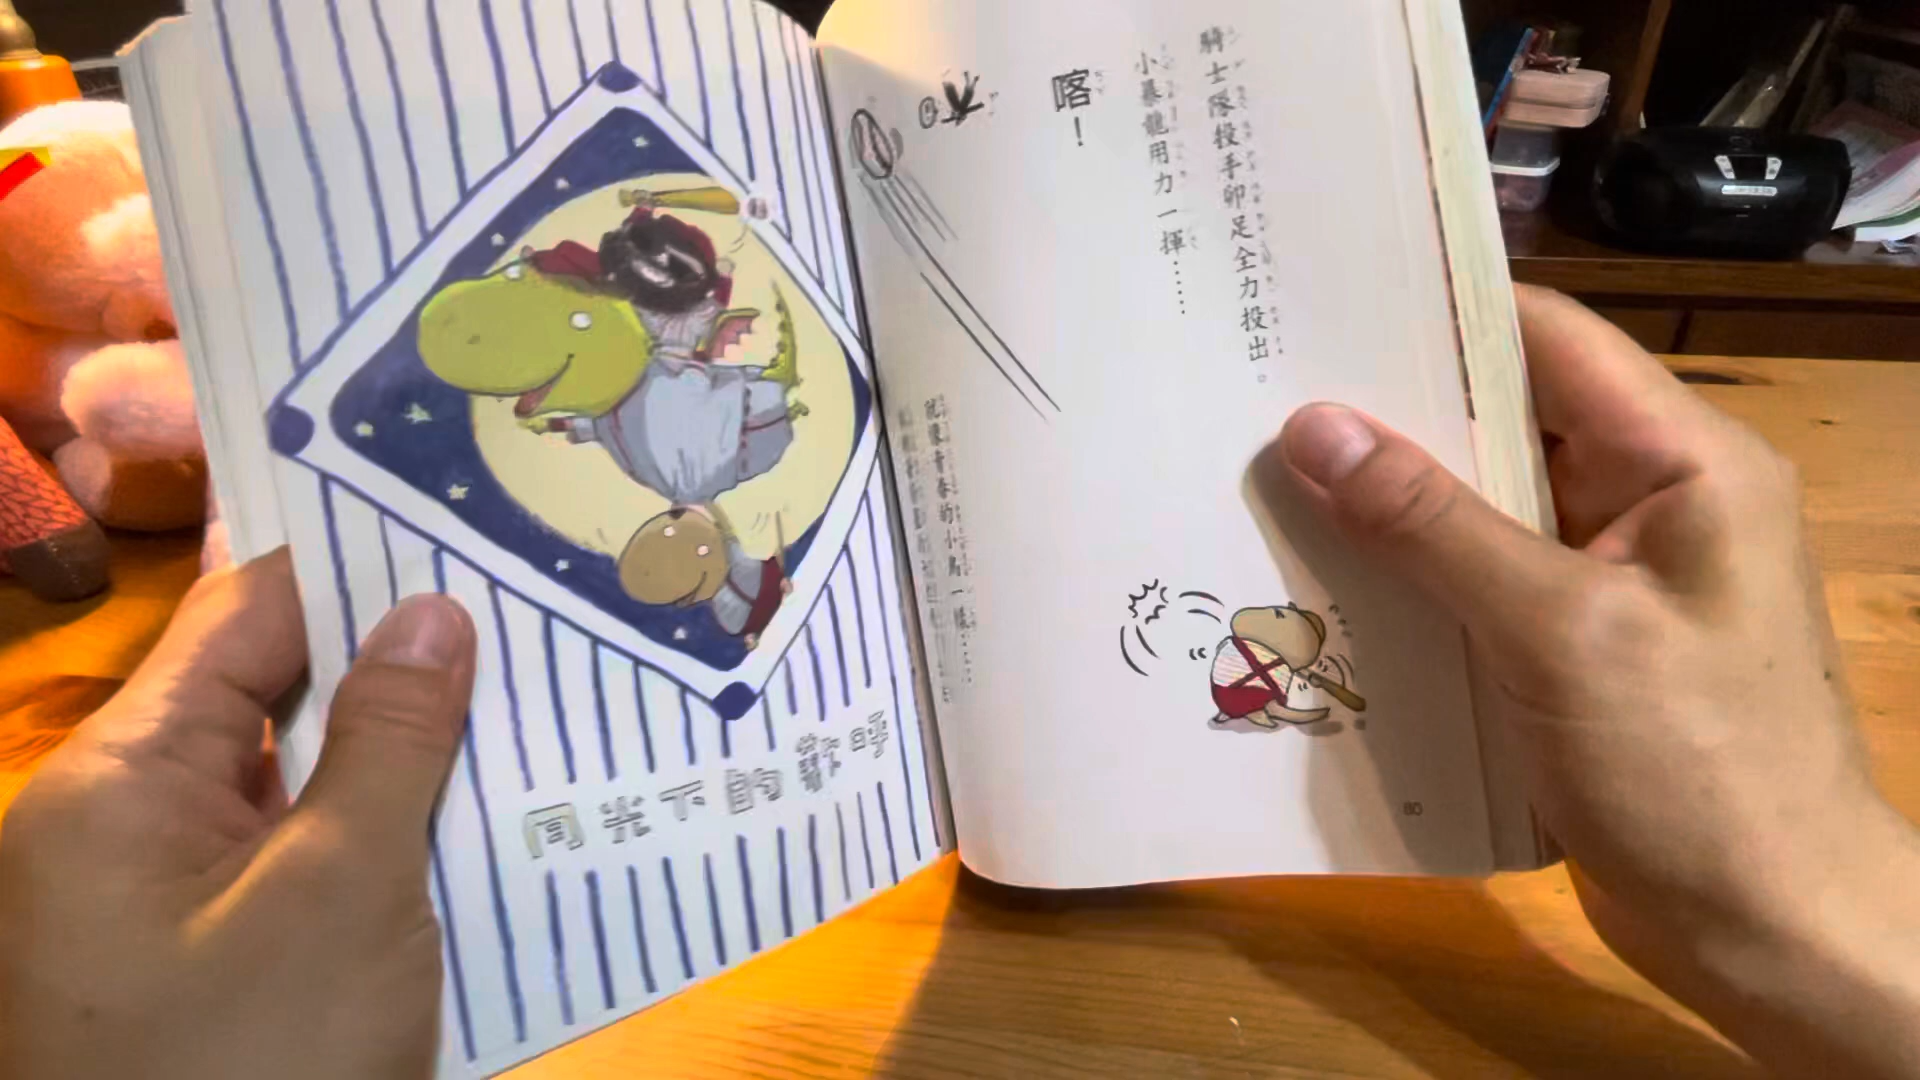 騎士隊投手卯足全力投出。
小暴龍用力一揮……
喀！
就像青春的小鳥一樣……
80
光下的歡呼